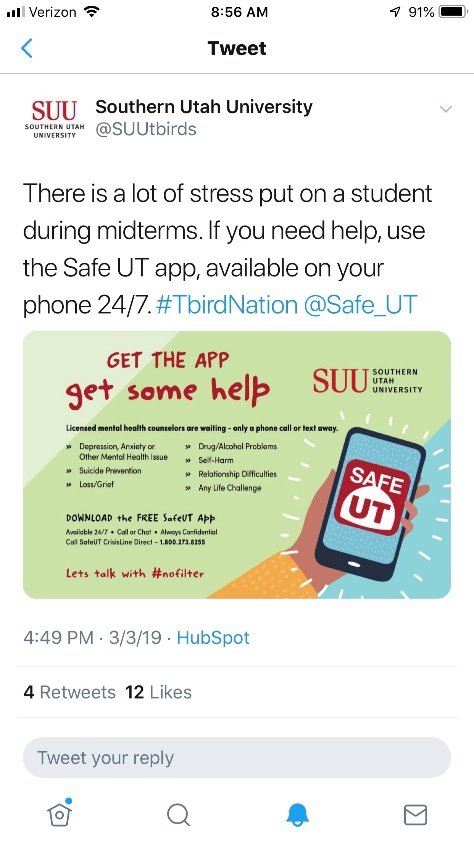 Verizon 8:56 AM 91%
Tweet
SUU
SOUTHERN UTAH
UNIVERSITY
Southern Utah University
@SUUtbirds
There is a lot of stress put on a student
during midterms. If you need help, use
the Safe UT app, available on your
phone 24/7. #TbirdNation @Safe_UT
GET THE APP
get some help
SUU SOUTHERN
UTAH
UNIVERSITY
Licensed mental health counselors are waiting - only a phone call or text away.
» Depression, Anxiety or
Other Mental Health Issue
» Suicide Prevention
» Loss/Grief
» Drug/Alcohol Problems
» Self-Harm
» Relationship Difficulties
» Any Life Challenge
SAFE
UT
DOWNLOAD the FREE SafeUT App
Available 24/7 • Call or Chat • Always Confidential
Call SafeUT CrisisLine Direct - 1.800.273.8255
Lets talk with #nofilter
4:49 PM · 3/3/19 · HubSpot
4 Retweets 12 Likes
Tweet your reply